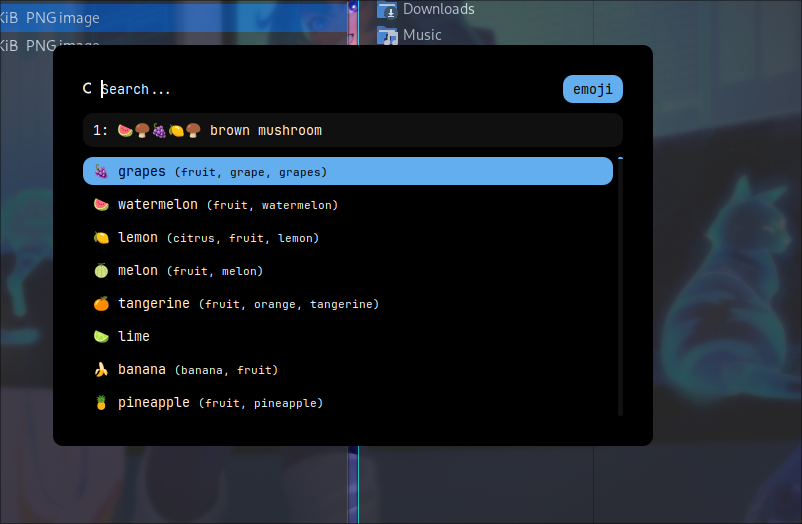 KiB PNG image
Downloads
KiB PNG image
Music
Search...
emoji
1: 🍉🍄‍🟫🍇🍋🍄‍🟫 brown mushroom
🍇 grapes (fruit, grape, grapes)
🍉 watermelon (fruit, watermelon)
🍋 lemon (citrus, fruit, lemon)
🍈 melon (fruit, melon)
🍊 tangerine (fruit, orange, tangerine)
🍋‍🟩 lime
🍌 banana (banana, fruit)
🍍 pineapple (fruit, pineapple)